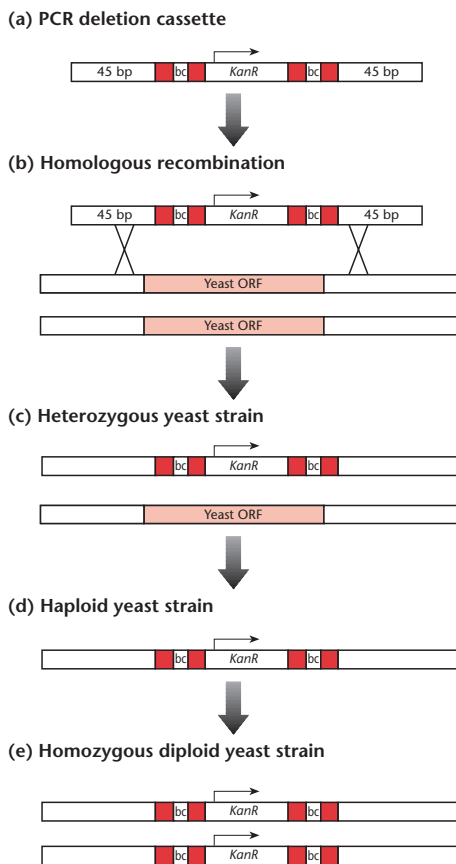 (a) PCR deletion cassette
45 bp bc KanR bc 45 bp
(b) Homologous recombination
45 bp bc KanR bc 45 bp
Yeast ORF
Yeast ORF
(c) Heterozygous yeast strain
bc KanR bc
Yeast ORF
(d) Haploid yeast strain
bc KanR bc
(e) Homozygous diploid yeast strain
bc KanR bc
bc KanR bc